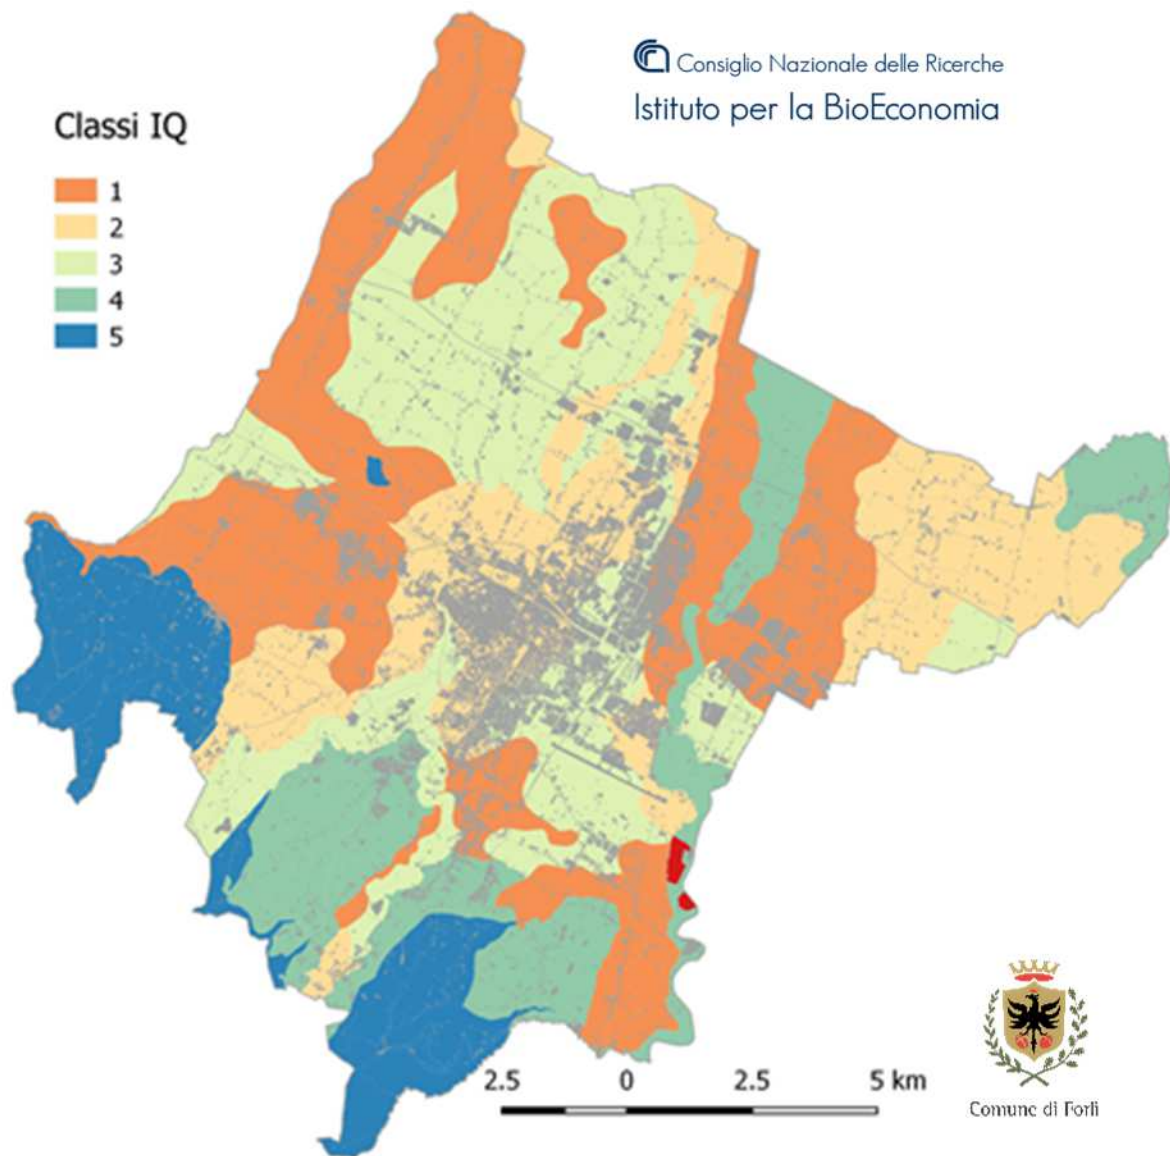 Consiglio Nazionale delle Ricerche
Istituto per la BioEconomia
Classi IQ
1
2
3
4
5
2.5 0 2.5 5 km
Comune di Forlì